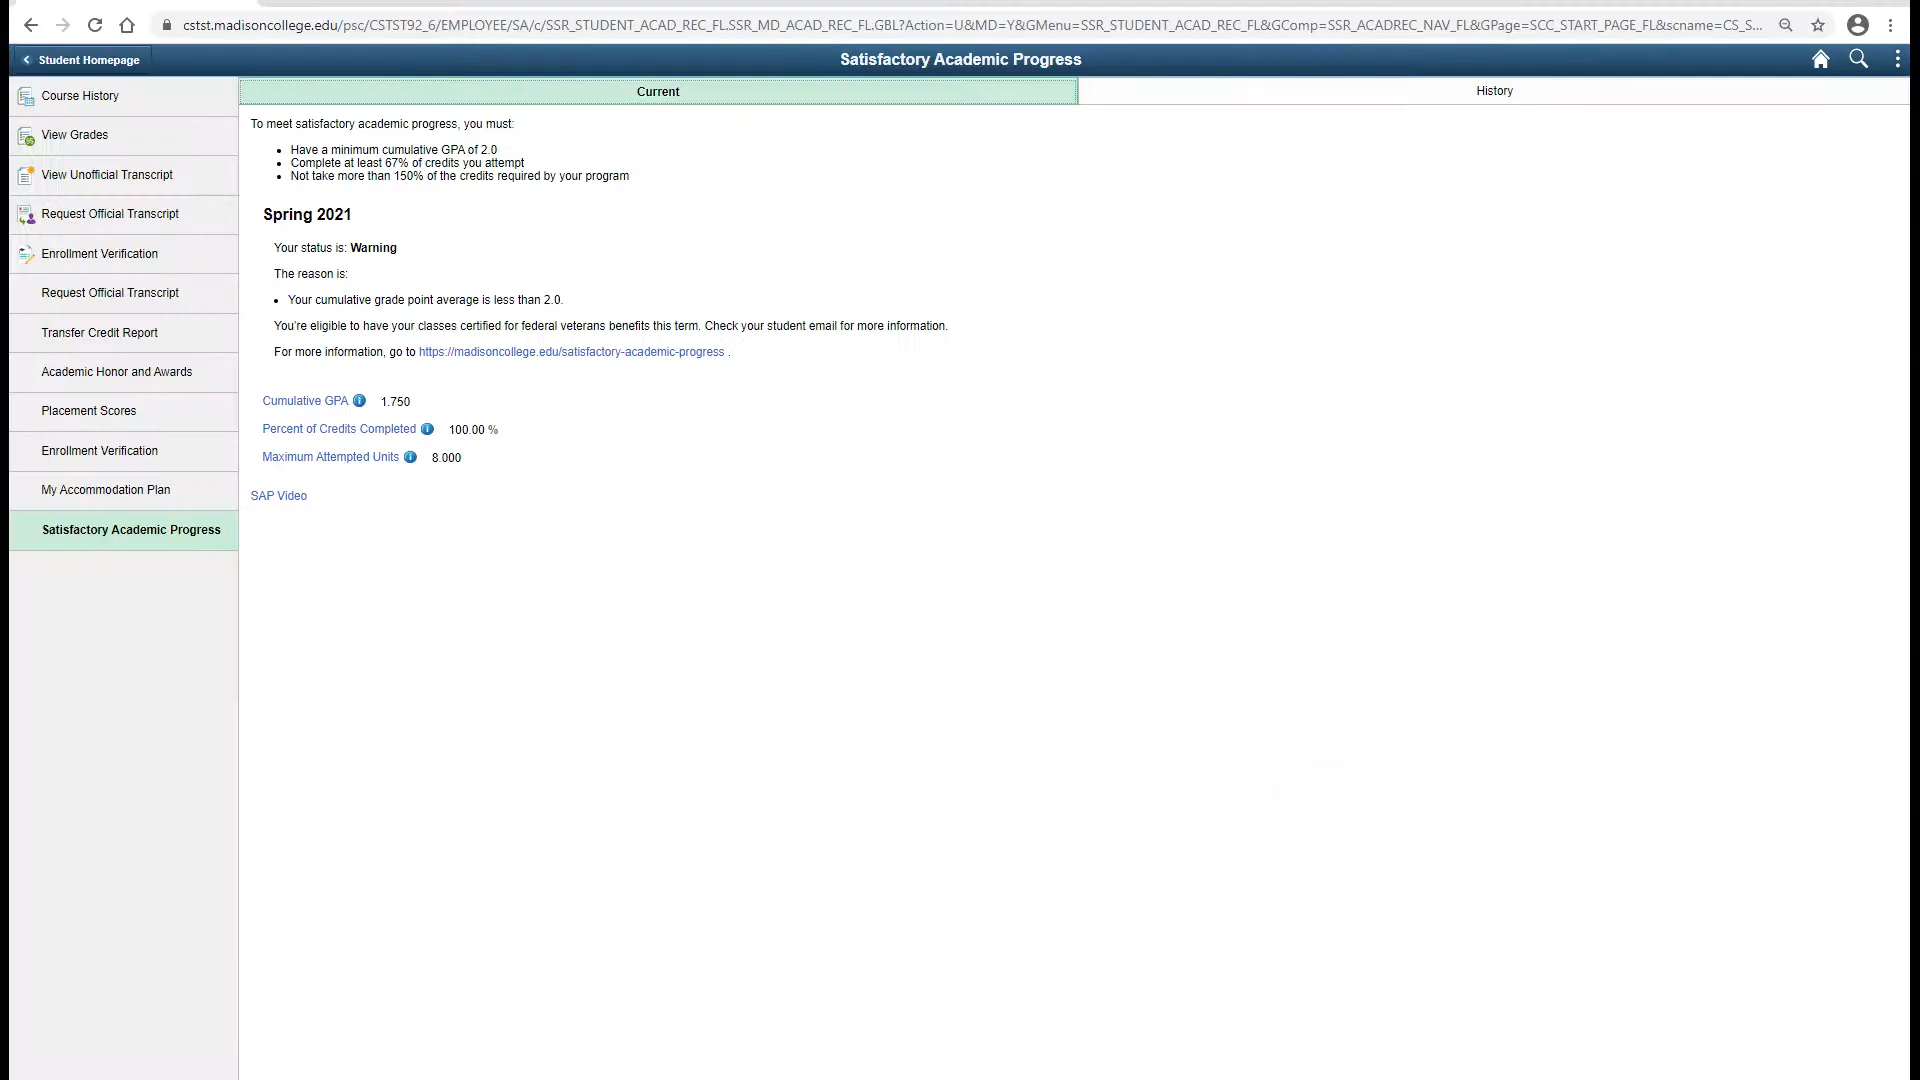 cstst.madisoncollege.edu/psc/CSTST92_6/EMPLOYEE/SA/c/SSR_STUDENT_ACAD_REC_FL.SSR_MD_ACAD_REC_FL.GBL?Action=U&MD=Y&GMenu=SSR_STUDENT_ACAD_REC_FL&GComp=SSR_ACADREC_NAV_FL&GPage=SCC_START_PAGE_FL&scname=CS_S...
Student Homepage
Satisfactory Academic Progress
Course History
View Grades
View Unofficial Transcript
Request Official Transcript
Enrollment Verification
Request Official Transcript
Transfer Credit Report
Academic Honor and Awards
Placement Scores
Enrollment Verification
My Accommodation Plan
Satisfactory Academic Progress
Current
History
To meet satisfactory academic progress, you must:
• Have a minimum cumulative GPA of 2.0
• Complete at least 67% of credits you attempt
• Not take more than 150% of the credits required by your program
Spring 2021
Your status is: Warning
The reason is:
• Your cumulative grade point average is less than 2.0.
You're eligible to have your classes certified for federal veterans benefits this term. Check your student email for more information.
For more information, go to https://madisoncollege.edu/satisfactory-academic-progress .
Cumulative GPA 1.750
Percent of Credits Completed 100.00 %
Maximum Attempted Units 8.000
SAP Video